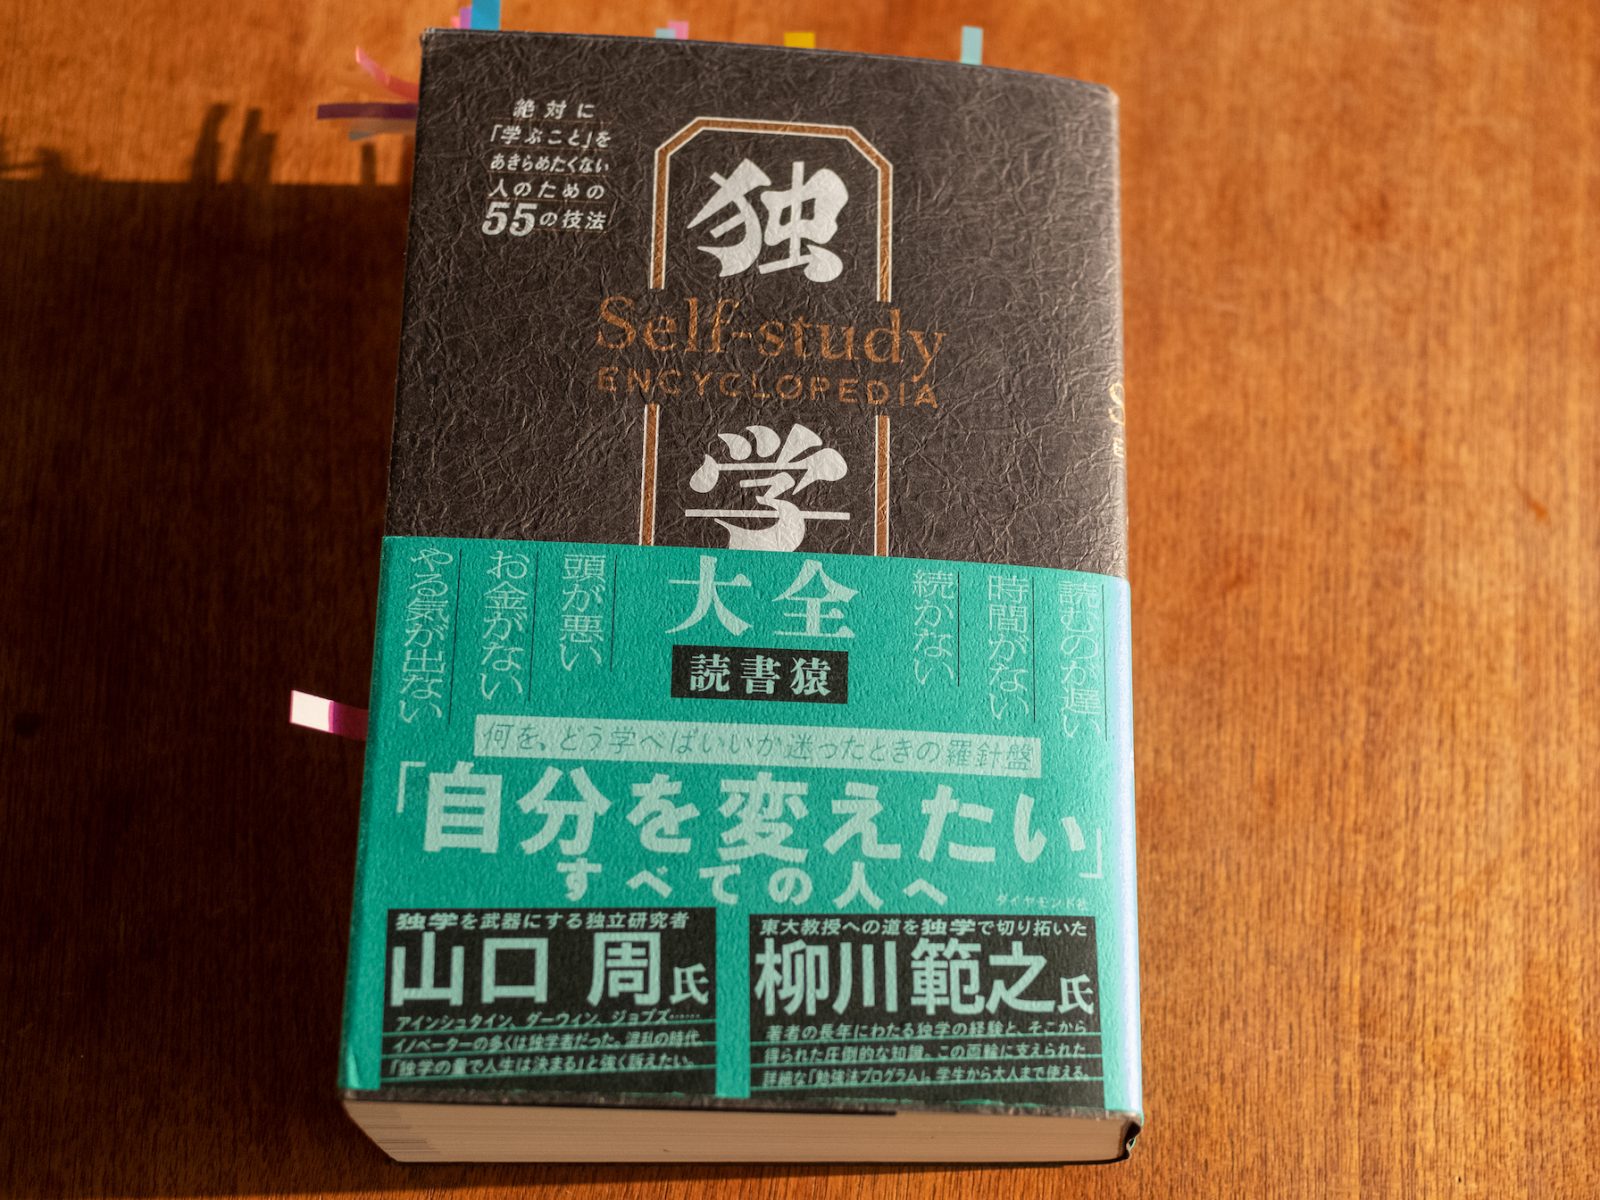 絶対に
「学ぶこと」を
あきらめたくない
人のための
55の技法
独
Self-study
ENCYCLOPEDIA
学
大全
読書猿
読むのが遅い
時間がない
続かない
頭が悪い
お金がない
やる気が出ない
何を、どう学べばいいか迷ったときの羅針盤
「自分を変えたい」
すべての人へ
ダイヤモンド社
独学を武器にする独立研究者
山口 周氏
アインシュタイン、ダーウィン、ジョブズ……
イノベーターの多くは独学者だった。混乱の時代、
「独学の量で人生は決まる」と強く訴えたい。
東大教授への道を独学で切り拓いた
柳川範之氏
著者の長年にわたる独学の経験と、そこから
得られた圧倒的な知識。この両輪に支えられた
詳細な「勉強法プログラム」。学生から大人まで使える。